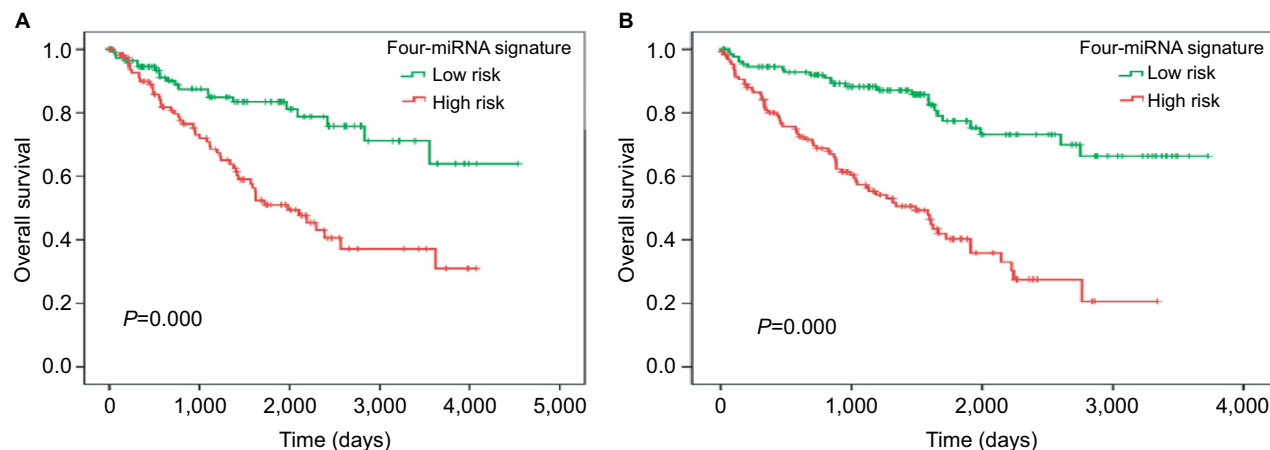 A
Four-miRNA signature
Low risk
High risk
1.0
0.8
0.6
0.4
0.2
0.0
Overall survival
P=0.000
0 1,000 2,000 3,000 4,000 5,000
Time (days)
B
Four-miRNA signature
Low risk
High risk
1.0
0.8
0.6
0.4
0.2
0.0
Overall survival
P=0.000
0 1,000 2,000 3,000 4,000
Time (days)